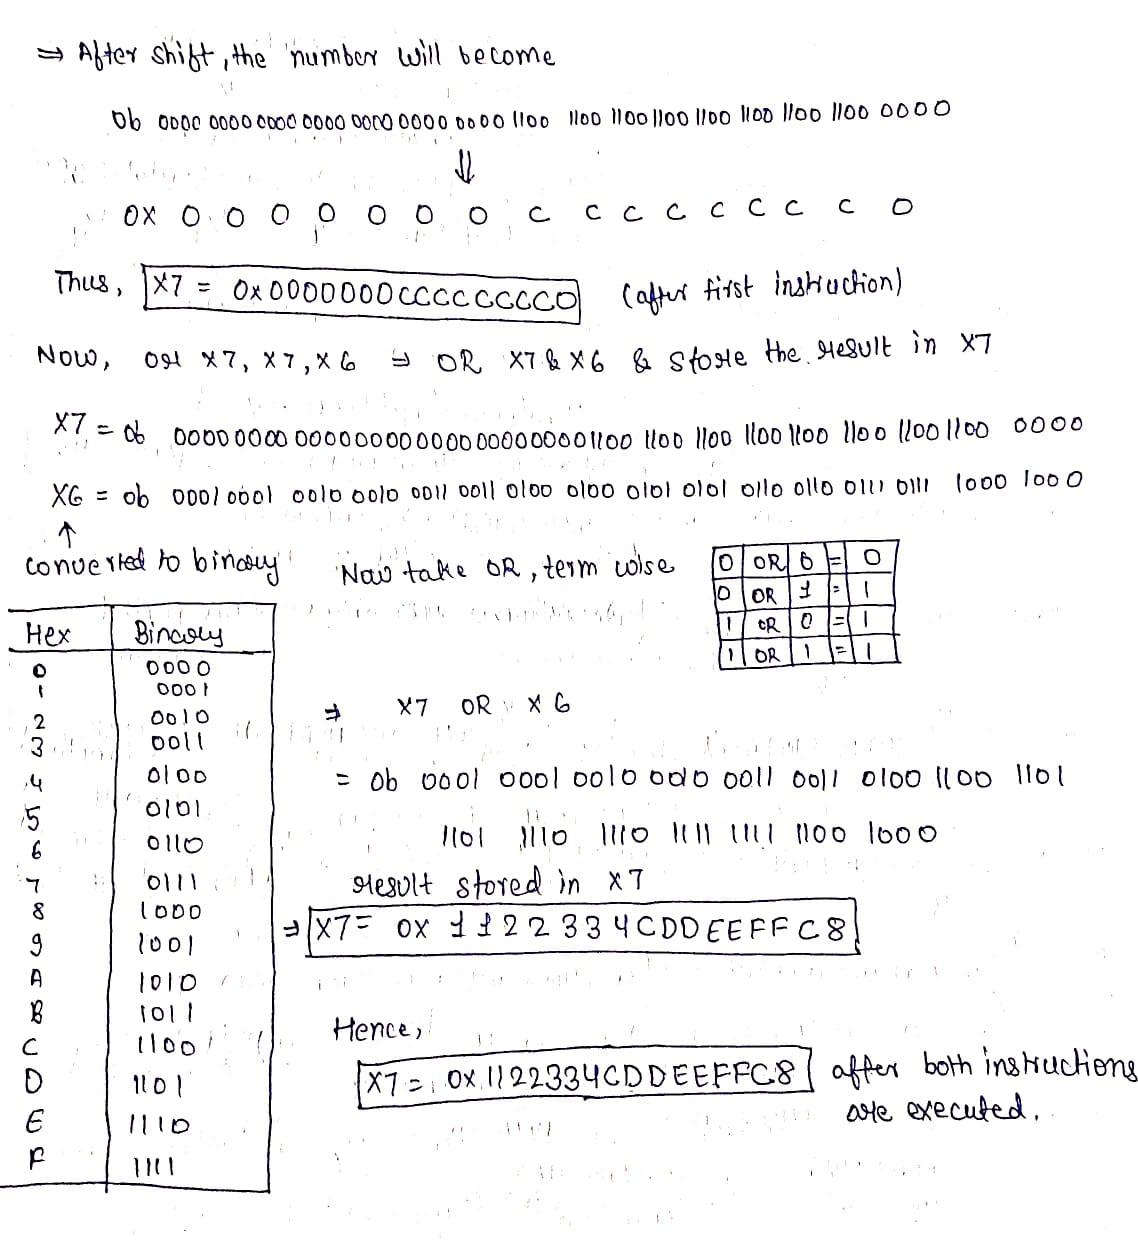 ⇒ After shift, the number will become
0b 0000 0000 0000 0000 0000 0000 0000 1100 1100 1100 1100 1100 1100 1100 1100 0000
⇓
0x 0 0 0 0 0 0 0 C C C C C C C C 0
Thus, X7 = 0x0000000CCCCCCCC0 (after first instruction)
Now, or X7, X7, X6 ⇒ OR X7 & X6 & store the result in X7
X7 = 0b 0000 0000 0000 0000 0000 0000 0000 1100 1100 1100 1100 1100 1100 1100 1100 0000
X6 = 0b 0001 0001 0010 0010 0011 0011 0100 0100 0101 0101 0110 0110 0111 0111 1000 1000
↑
converted to binary
Now take OR, term wise
0 OR 0 = 0
0 OR 1 = 1
1 OR 0 = 1
1 OR 1 = 1
Hex Binary
0 0000
1 0001
2 0010
3 0011
4 0100
5 0101
6 0110
7 0111
8 1000
9 1001
A 1010
B 1011
C 1100
D 1101
E 1110
F 1111
⇒ X7 OR X6
= 0b 0001 0001 0010 0010 0011 0011 0100 1100 1101
1101 1110 1110 1111 1111 1100 1000
result stored in X7
⇒ X7 = 0x 1122334CDDEEFFC8
Hence,
X7 = 0x1122334CDDEEFFC8 after both instructions
are executed.